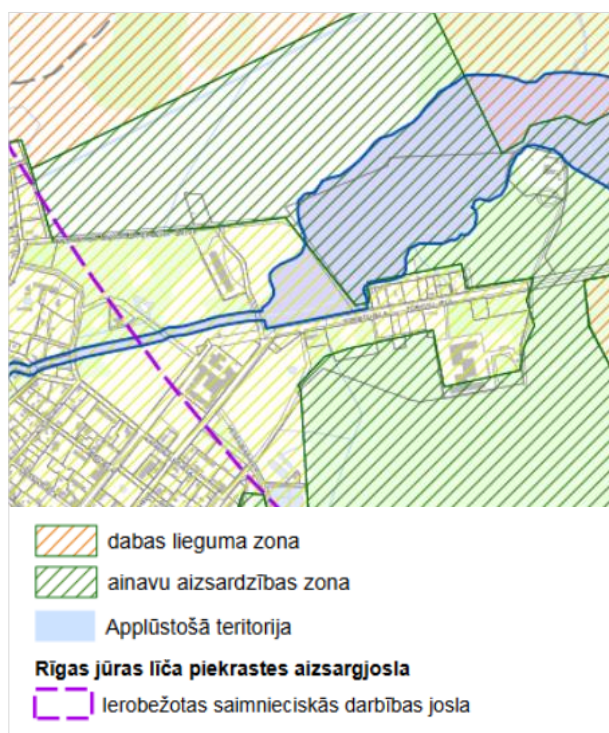 dabas lieguma zona
ainavu aizsardzības zona
Applūstošā teritorija
Rīgas jūras līča piekrastes aizsargjosla
Ierobežotas saimnieciskās darbības josla